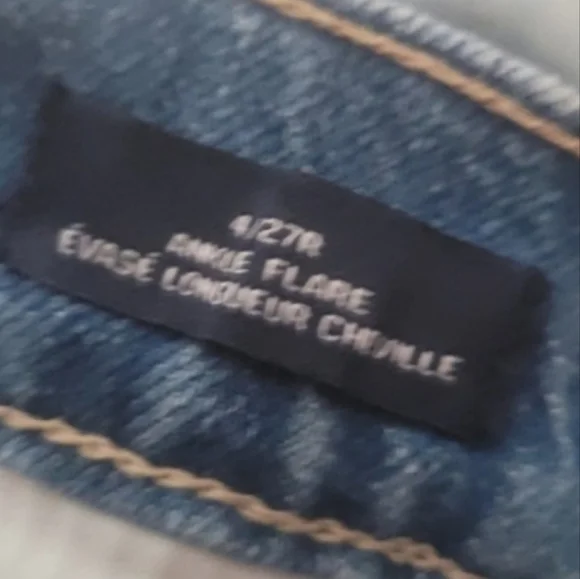 4/27R
ANKLE FLARE
ÉVASÉ LONGUEUR CHEVILLE